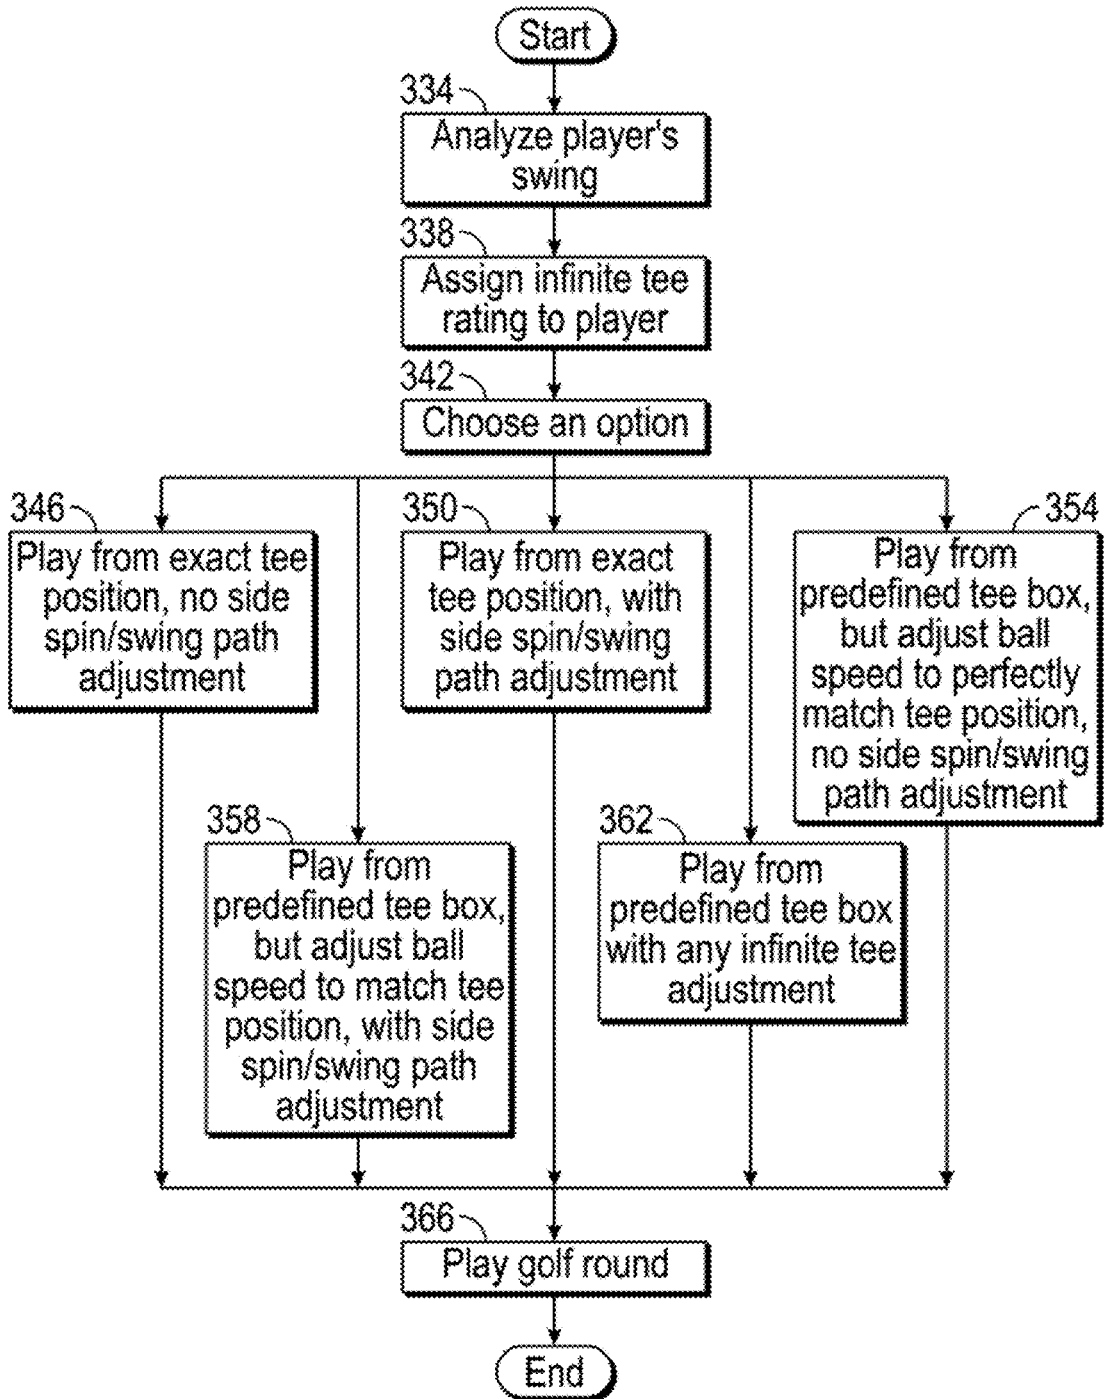 Start
334
Analyze player's
swing
338
Assign infinite tee
rating to player
342
Choose an option
346
Play from exact tee
position, no side
spin/swing path
adjustment
350
Play from exact
tee position, with
side spin/swing
path adjustment
354
Play from
predefined tee box,
but adjust ball
speed to perfectly
match tee position,
no side spin/swing
path adjustment
358
Play from
predefined tee box,
but adjust ball
speed to match tee
position, with side
spin/swing path
adjustment
362
Play from
predefined tee box
with any infinite tee
adjustment
366
Play golf round
End